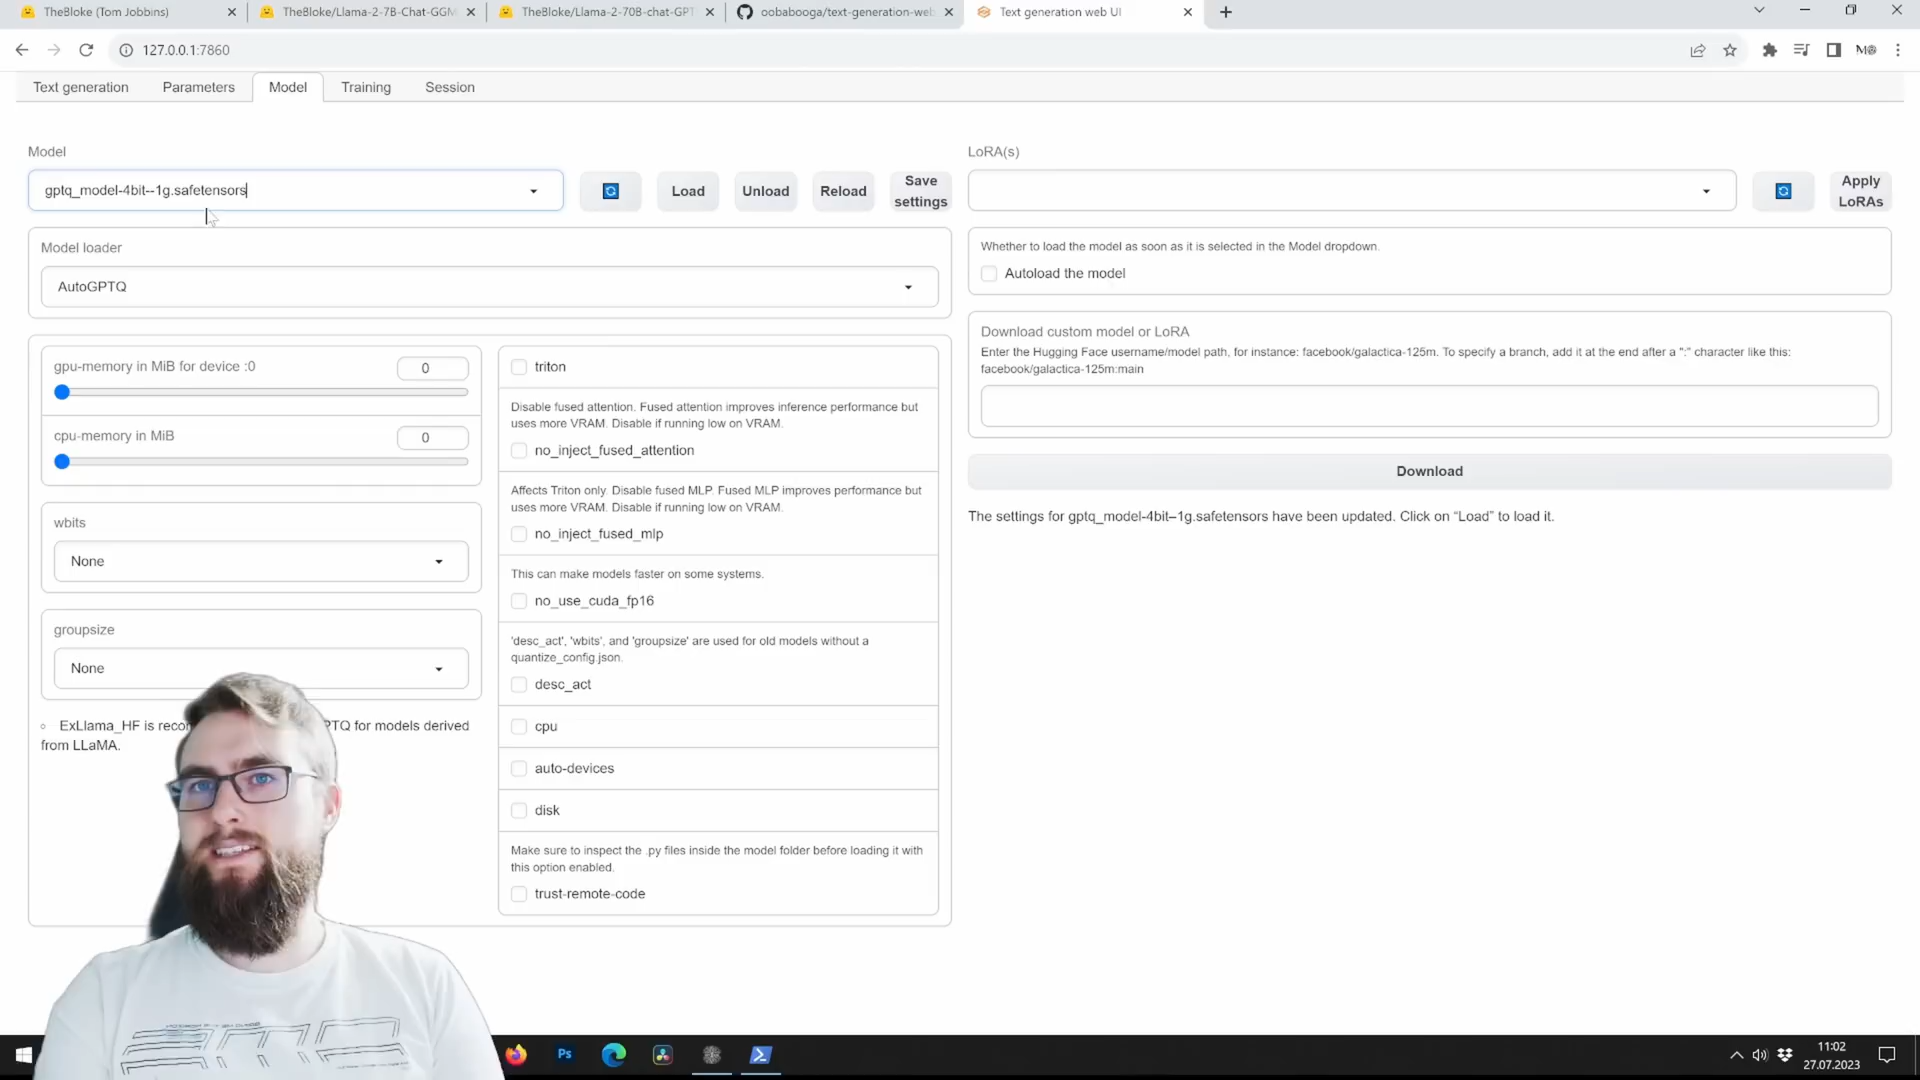 TheBloke (Tom Jobbins)
TheBloke/Llama-2-7B-Chat-GGM
TheBloke/Llama-2-70B-chat-GPT
oobabooga/text-generation-web
Text generation web UI
127.0.0.1:7860
Text generation
Parameters
Model
Training
Session
Model
gptq_model-4bit--1g.safetensors
Load
Unload
Reload
Save
settings
Model loader
AutoGPTQ
gpu-memory in MiB for device :0
0
cpu-memory in MiB
0
wbits
None
groupsize
None
ExLlama_HF is PTQ for models derived
from LLaMA.
triton
Disable fused attention. Fused attention improves inference performance but
uses more VRAM. Disable if running low on VRAM.
no_inject_fused_attention
Affects Triton only. Disable fused MLP. Fused MLP improves performance but
uses more VRAM. Disable if running low on VRAM.
no_inject_fused_mlp
This can make models faster on some systems.
no_use_cuda_fp16
'desc_act', 'wbits', and 'groupsize' are used for old models without a
quantize_config.json.
desc_act
cpu
auto-devices
disk
Make sure to inspect the .py files inside the model folder before loading it with
this option enabled.
trust-remote-code
LoRA(s)
Apply
LoRAs
Whether to load the model as soon as it is selected in the Model dropdown.
Autoload the model
Download custom model or LoRA
Enter the Hugging Face username/model path, for instance: facebook/galactica-125m. To specify a branch, add it at the end after a ":" character like this:
facebook/galactica-125m:main
Download
The settings for gptq_model-4bit–1g.safetensors have been updated. Click on “Load” to load it.
Ps
11:02
27.07.2023